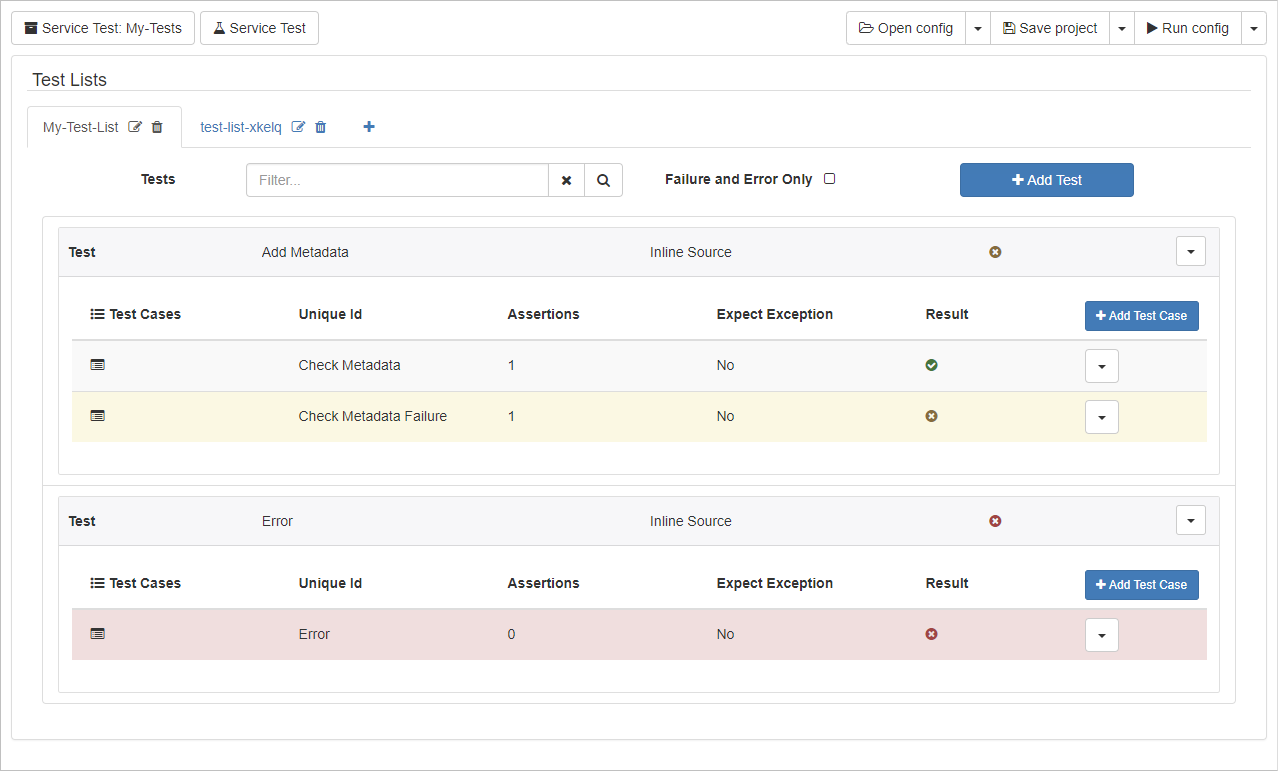 Service Test: My-Tests Service Test Open config Save project Run config
Test Lists
My-Test-List test-list-xkelq
Tests Filter... Failure and Error Only Add Test
Test Add Metadata Inline Source
Test Cases Unique Id Assertions Expect Exception Result Add Test Case
Check Metadata 1 No
Check Metadata Failure 1 No
Test Error Inline Source
Test Cases Unique Id Assertions Expect Exception Result Add Test Case
Error 0 No